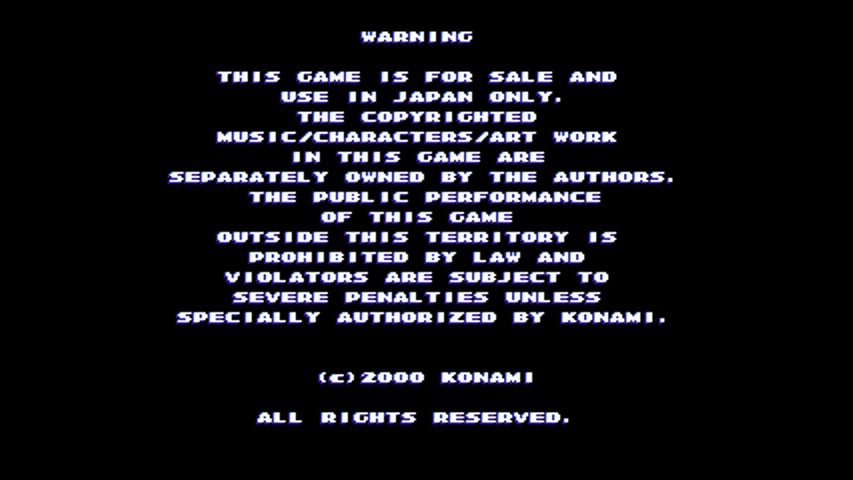 WARNING
THIS GAME IS FOR SALE AND
USE IN JAPAN ONLY.
THE COPYRIGHTED
MUSIC/CHARACTERS/ART WORK
IN THIS GAME ARE
SEPARATELY OWNED BY THE AUTHORS.
THE PUBLIC PERFORMANCE
OF THIS GAME
OUTSIDE THIS TERRITORY IS
PROHIBITED BY LAW AND
VIOLATORS ARE SUBJECT TO
SEVERE PENALTIES UNLESS
SPECIALLY AUTHORIZED BY KONAMI.
(c)2000 KONAMI
ALL RIGHTS RESERVED.